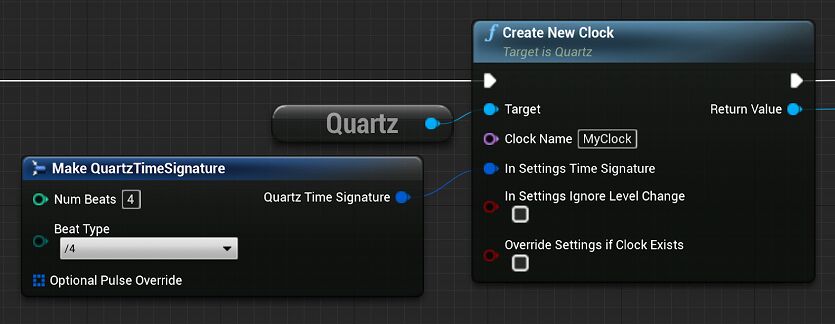 Create New Clock
Target is Quartz
Quartz
Target
Return Value
Clock Name MyClock
Make QuartzTimeSignature
In Settings Time Signature
Num Beats 4
Quartz Time Signature
In Settings Ignore Level Change
Beat Type
/4
Override Settings if Clock Exists
Optional Pulse Override